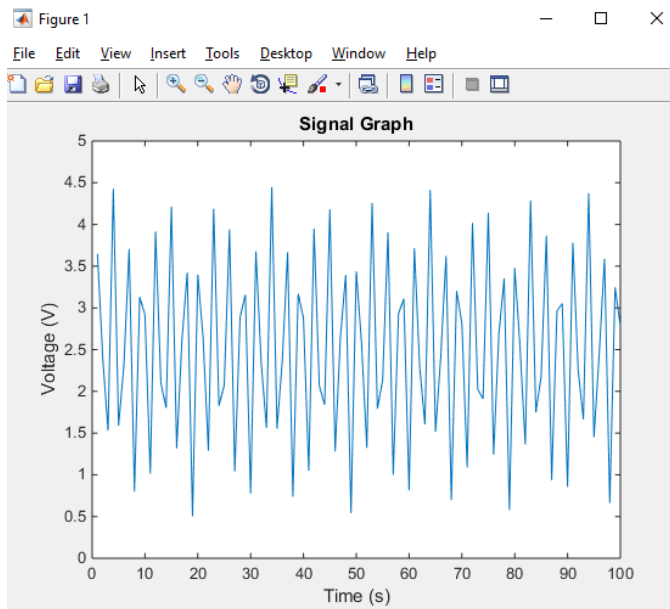 Figure 1
File Edit View Insert Tools Desktop Window Help
Signal Graph
5
4.5
4
3.5
3
2.5
2
1.5
1
0.5
0
Voltage (V)
0 10 20 30 40 50 60 70 80 90 100
Time (s)